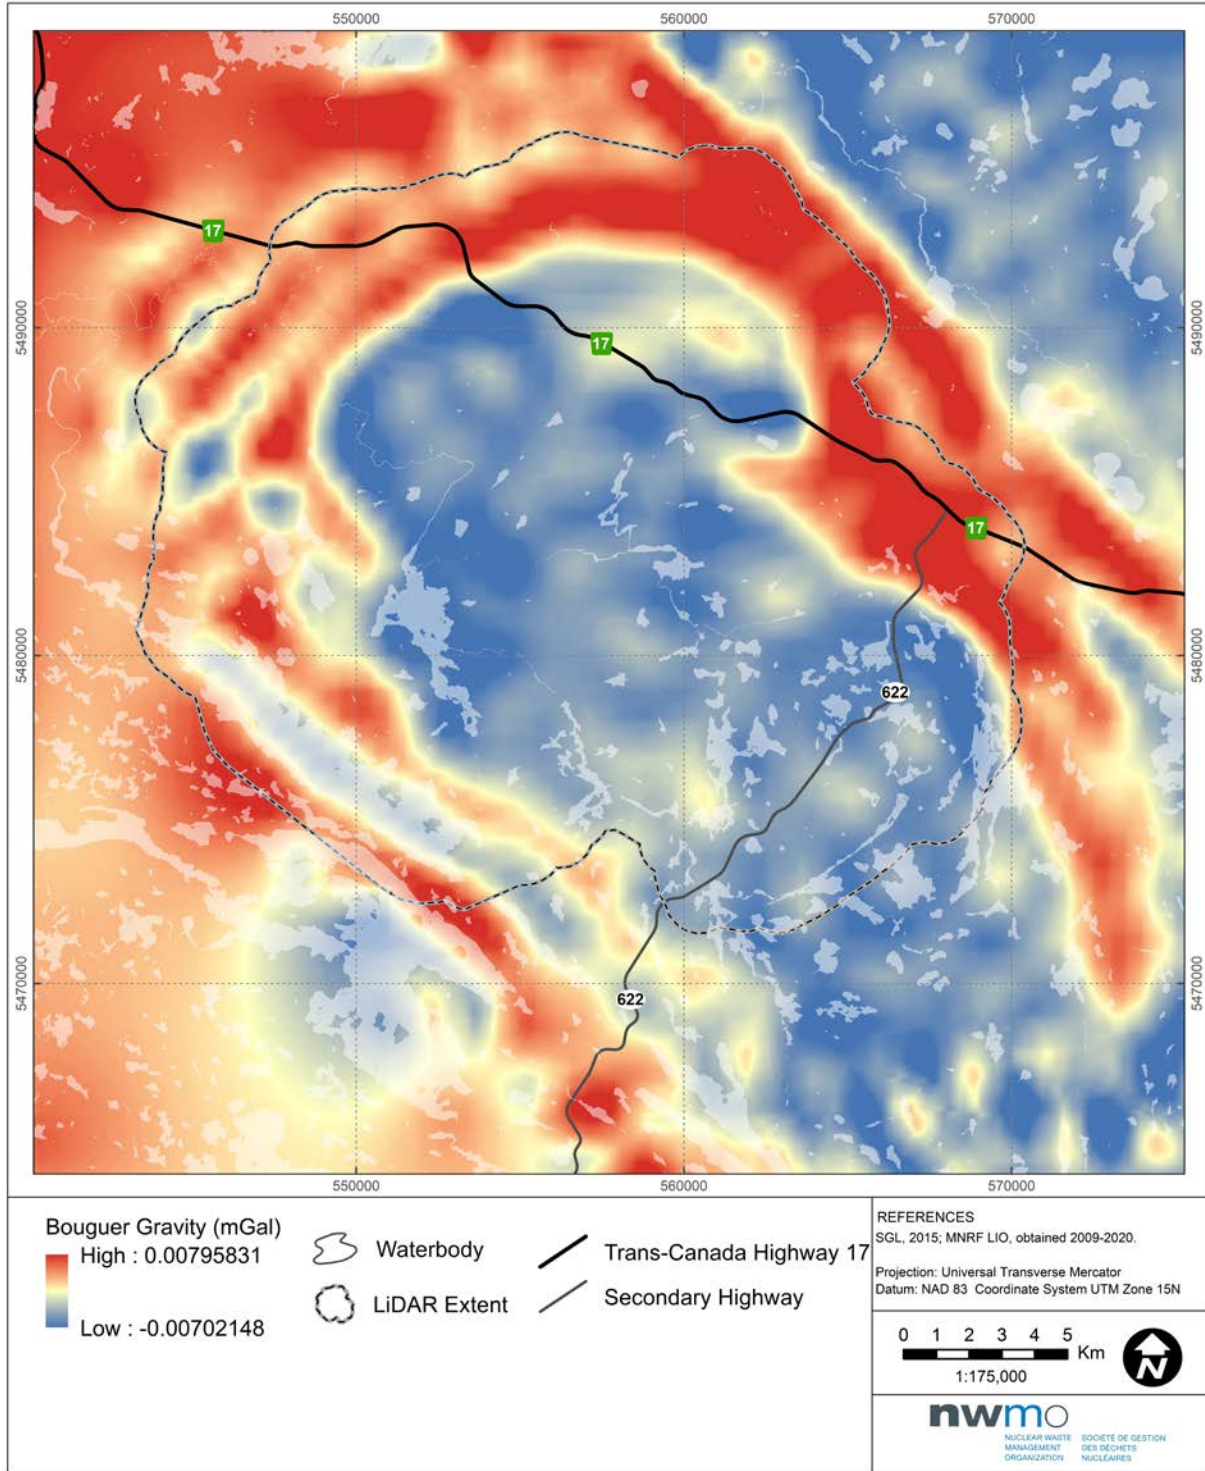 550000 560000 570000
17
17
5490000 5490000
17
5480000 5480000
622
5470000 5470000
622
550000 560000 570000
Bouguer Gravity (mGal)
High : 0.00795831
Low : -0.00702148
Waterbody
LiDAR Extent
Trans-Canada Highway 17
Secondary Highway
REFERENCES
SGL, 2015; MNRF LIO, obtained 2009-2020.
Projection: Universal Transverse Mercator
Datum: NAD 83 Coordinate System UTM Zone 15N
0 1 2 3 4 5
Km
1:175,000
N
nwmo
NUCLEAR WASTE SOCIÉTÉ DE GESTION
MANAGEMENT DES DÉCHETS
ORGANIZATION NUCLÉAIRES